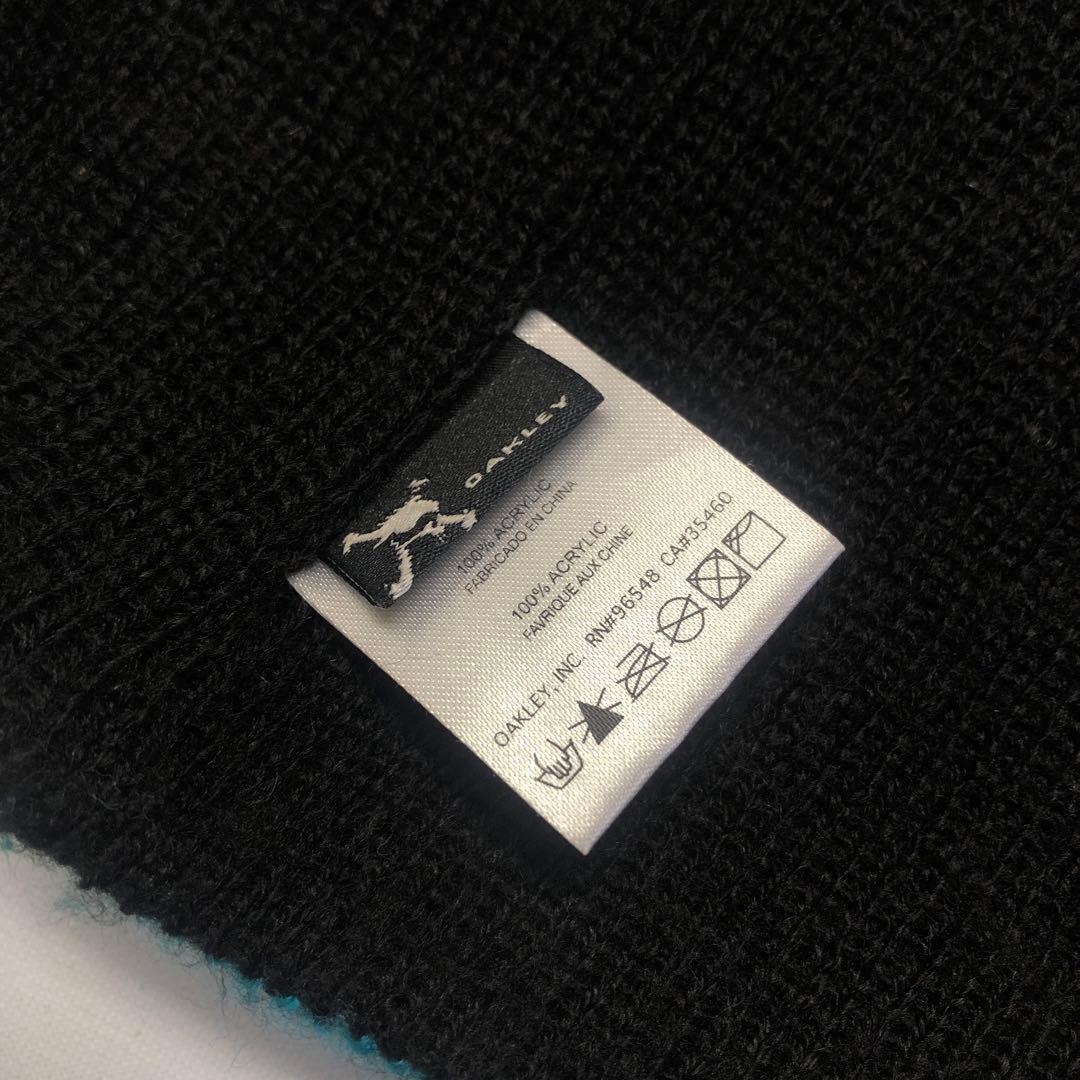 OAKLEY
100% ACRYLIC
FABRICADO EN CHINA
100% ACRYLIC
FAVRIQUE AUX CHINE
OAKLEY, INC. RN#96548 CA#35460